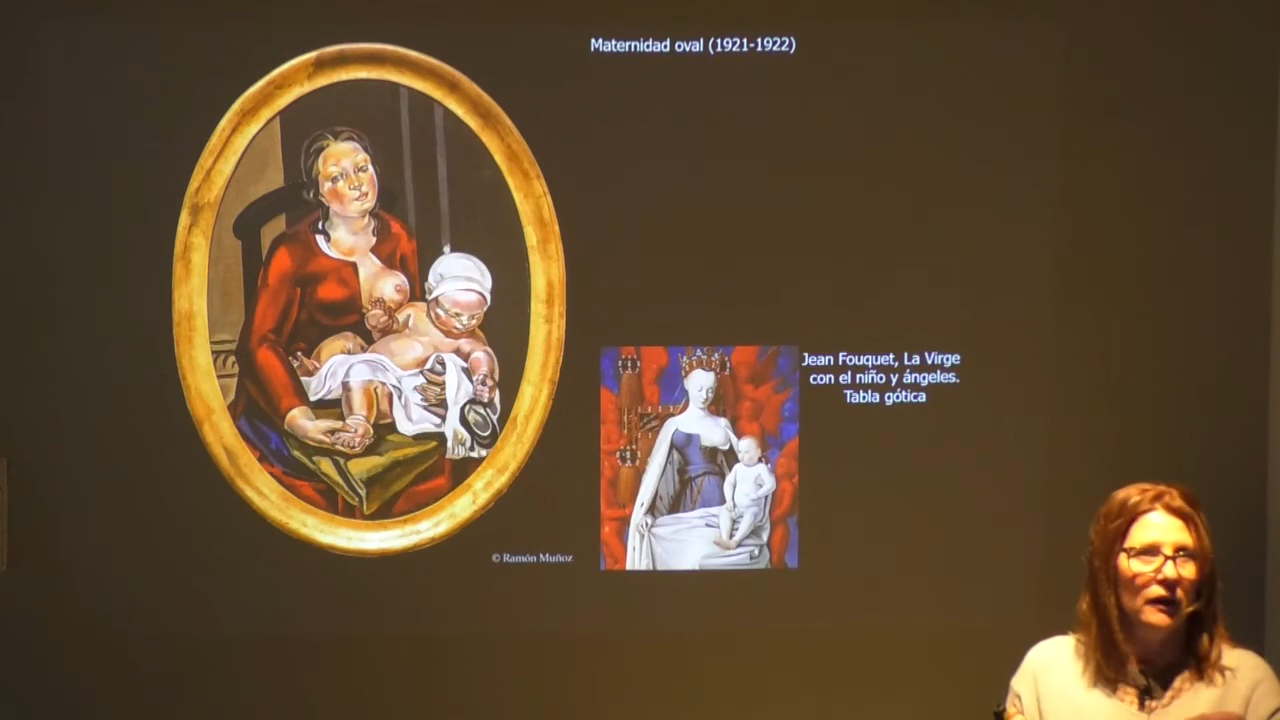 Maternidad oval (1921-1922)
Jean Fouquet, La Virge
con el niño y ángeles.
Tabla gótica
© Ramón Muñoz